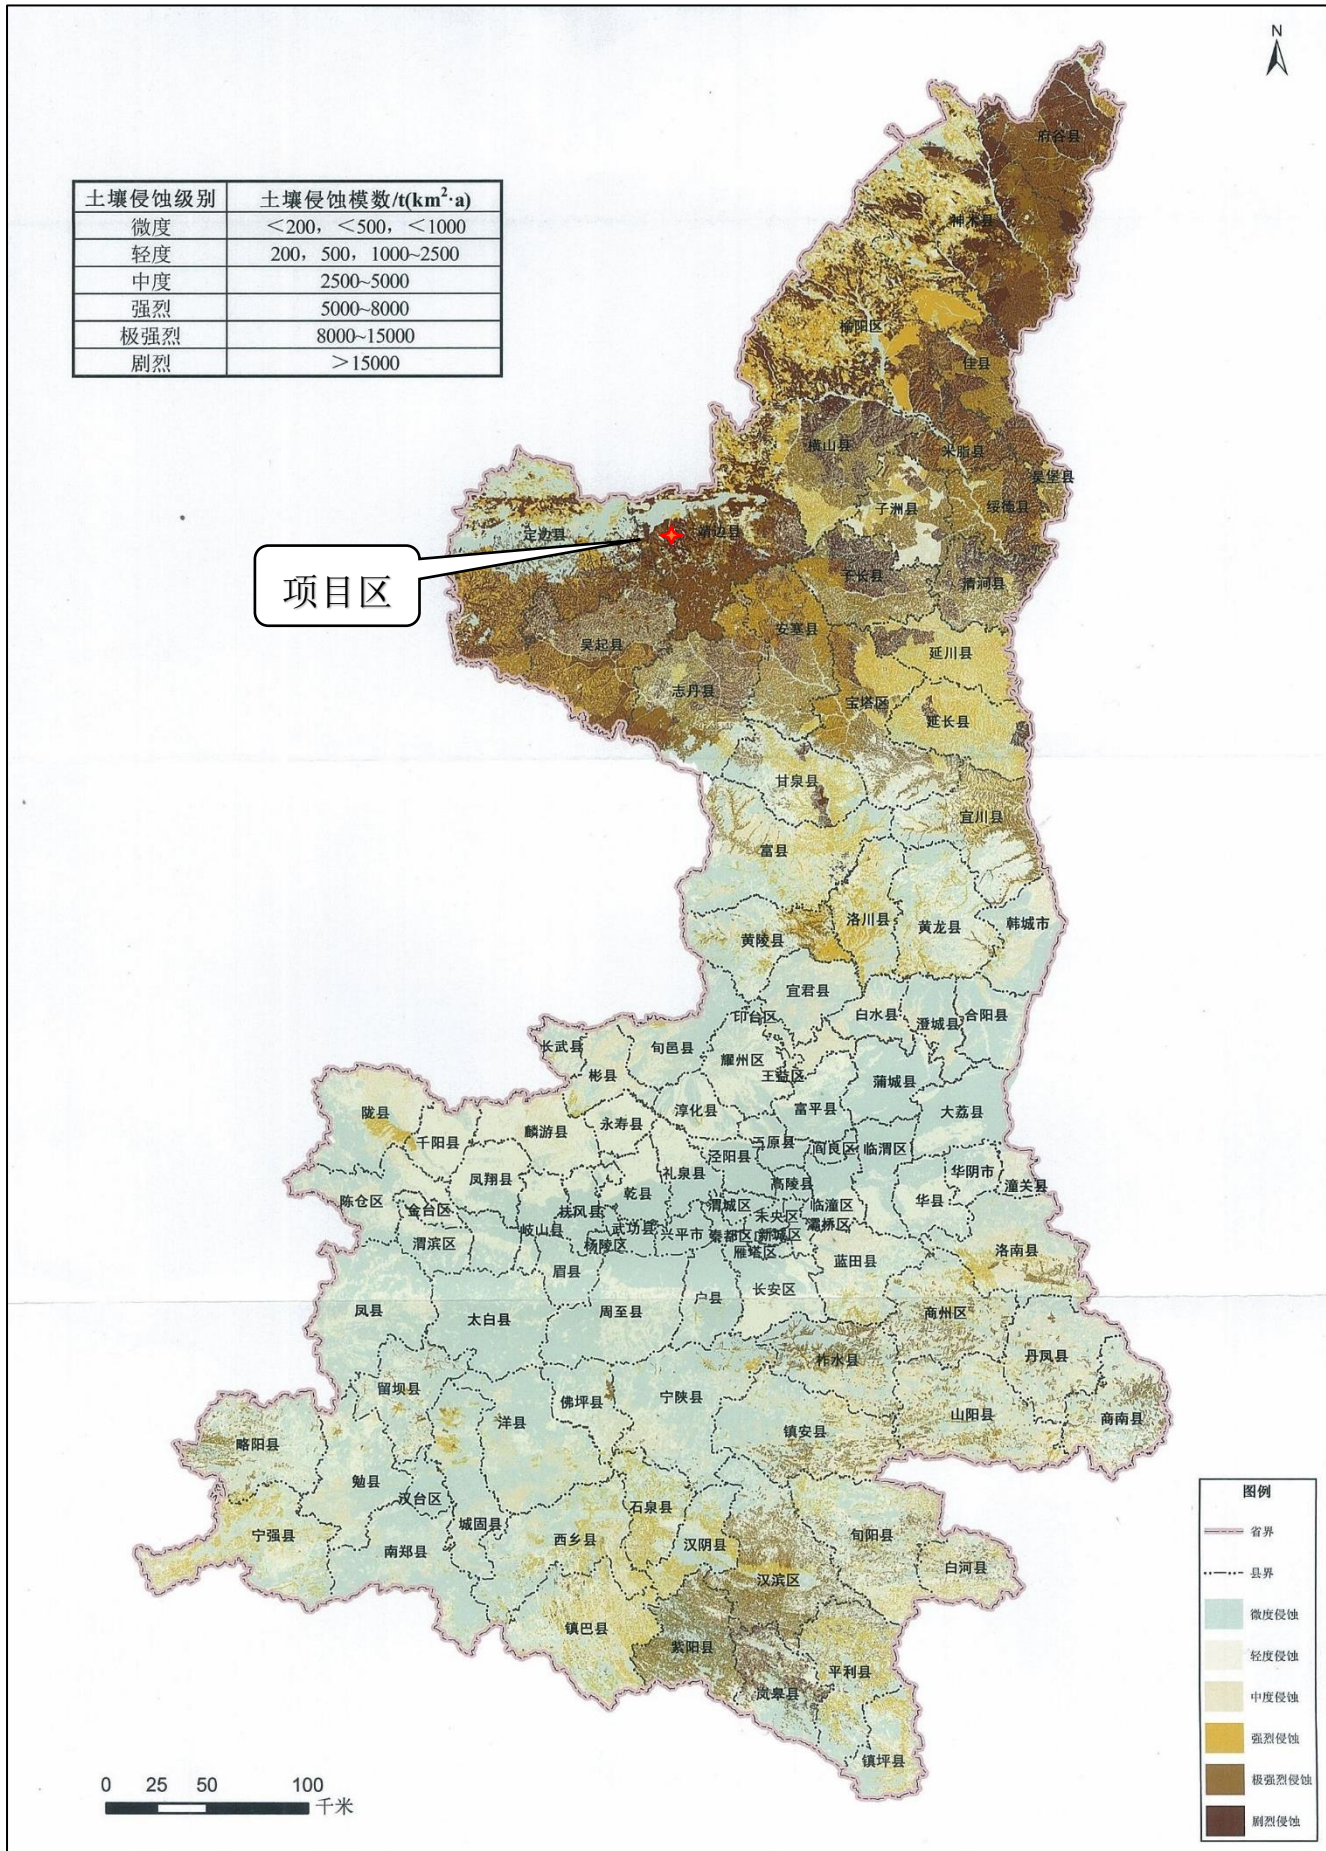 N
土壤侵蚀级别 土壤侵蚀模数/t(km²·a)
微度 <200，<500，<1000
轻度 200，500，1000~2500
中度 2500~5000
强烈 5000~8000
极强烈 8000~15000
剧烈 >15000
府谷县
神木县
榆阳区
佳县
横山县
米脂县
吴堡县
子洲县
绥德县
定边县
靖边县
项目区
子长县
清涧县
安塞县
吴起县
延川县
志丹县
宝塔区
延长县
甘泉县
宜川县
富县
洛川县
黄龙县
韩城市
黄陵县
宜君县
印台区
白水县
澄城县
合阳县
长武县
旬邑县
耀州区
彬县
王益区
蒲城县
陇县
淳化县
富平县
大荔县
千阳县
麟游县
永寿县
三原县
阎良区
临渭区
泾阳县
凤翔县
礼泉县
华阴市
潼关县
陈仓区
乾县
高陵县
华县
金台区
扶风县
渭城区
未央区
临潼区
渭滨区
岐山县
武功县
兴平市
秦都区
新城区
灞桥区
杨陵区
雁塔区
蓝田县
洛南县
眉县
长安区
凤县
太白县
周至县
户县
商州区
柞水县
丹凤县
留坝县
佛坪县
宁陕县
洋县
镇安县
山阳县
商南县
略阳县
勉县
汉台区
城固县
石泉县
宁强县
南郑县
西乡县
汉阴县
旬阳县
汉滨区
白河县
镇巴县
紫阳县
平利县
岚皋县
镇坪县
图例
省界
县界
微度侵蚀
轻度侵蚀
中度侵蚀
强烈侵蚀
极强烈侵蚀
剧烈侵蚀
0 25 50 100
千米